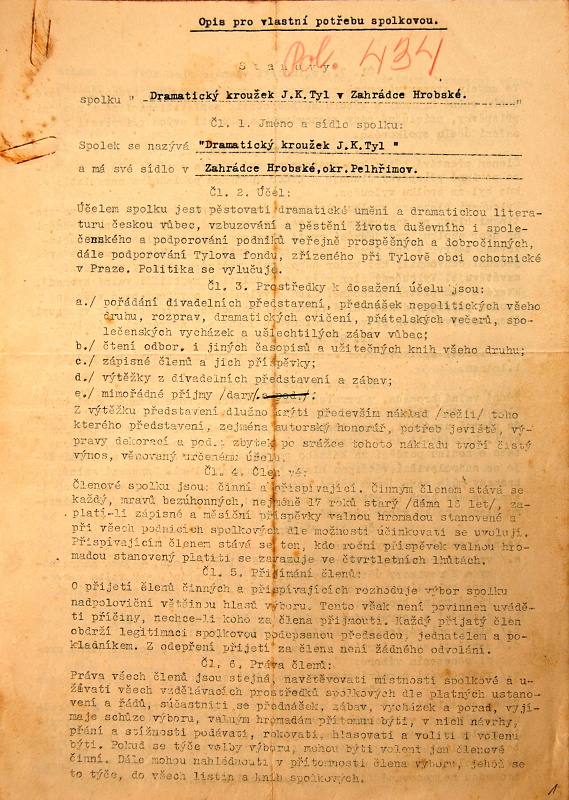 Opis pro vlastní potřebu spolkovou.
434
Stanovy
spolku " Dramatický kroužek J.K.Tyl v Zahrádce Hrobské. "
Čl. 1. Jméno a sídlo spolku:
Spolek se nazývá "Dramatický kroužek J.K.Tyl "
a má své sídlo v Zahrádce Hrobské,okr.Pelhřimov.
Čl. 2. Účel:
Účelem spolku jest pěstovati dramatické umění a dramatickou litera-
turu českou vůbec, vzbuzování a pěstění života duševního i spole-
čenského a podporování podniků veřejně prospěšných a dobročinných,
dále podporování Tylova fondu, zřízeného při Tylově obci ochotnické
v Praze. Politika se vylučuje.
Čl. 3. Prostředky k dosažení účelu jsou:
a./ pořádání divadelních představení, přednášek nepolitických všeho
druhu, rozprav, dramatických cvičení, přátelských večerů, spo-
lečenských vycházek a ušlechtilých zábav vůbec;
b./ čtení odbor. i jiných časopisů a užitečných knih všeho druhu;
c./ zápisné členů a jich příspěvky;
d./ výtěžky z divadelních představení a zábav;
e./ mimořádné příjmy /dary/ a pod./.
Z výtěžku představení dlužno krýti především náklad /režii/ toho
kterého představení, zejména autorský honorář, potřeb jeviště, vý-
pravy dekorací a pod.: zbytek po srážce tohoto nákladu tvoří čistý
výnos, věnovaný určenému účelu.
Čl. 4. Členové:
Členové spolku jsou: činní a přispívající. Činným členem stává se
každý, mravů bezúhonných, nejméně 17 roků starý /dáma 16 let/, za-
platí-li zápisné a měsíční příspěvky valnou hromadou stanovené a
při všech podnicích spolkových dle možnosti účinkovati se uvolí.
Přispívajícím členem stává se ten, kdo roční příspěvek valnou hro-
madou stanovený platiti se zavazuje ve čtvrtletních lhůtách.
Čl. 5. Přijímání členů:
O přijetí členů činných a přispívajících rozhoduje výbor spolku
nadpoloviční většinou hlasů výboru. Tento však není povinnen uvádě-
ti příčiny, nechce-li koho za člena přijmouti. Každý přijatý člen
obdrží legitimaci spolkovou podepsanou předsedou, jednatelem a po-
kladníkem. Z odepření přijetí za člena není žádného odvolání.
Čl. 6. Práva členů:
Práva všech členů jsou stejná, navštěvovati místnosti spolkové a u-
žívati všech vzdělávacích prostředků spolkových dle platných ustano-
vení a řádů, súčastniti se přednášek, zábav, vycházek a porad, vyjí-
maje schůze výboru, valným hromadám přítomnu býti, v nich návrhy,
přání a stížnosti podávati, rokovati, hlasovati a voliti i volenu
býti. Pokud se týče volby výboru, mohou býti voleni jen členové
činní. Dále mohou nahlédnouti v přítomnosti člena výboru, jehož se
to týče, do všech listin a knih spolkových.
1